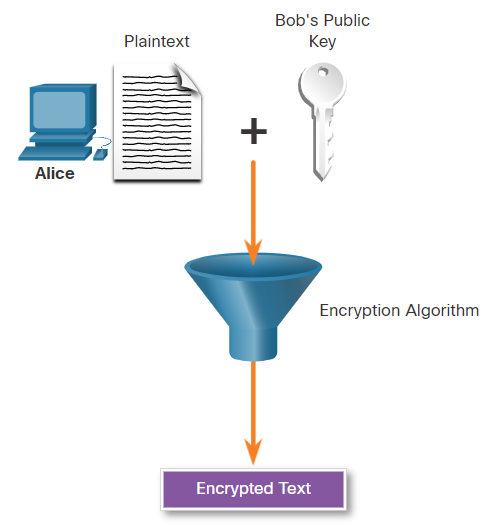 Bob's Public
Key
Plaintext
Alice
+
Encryption Algorithm
Encrypted Text